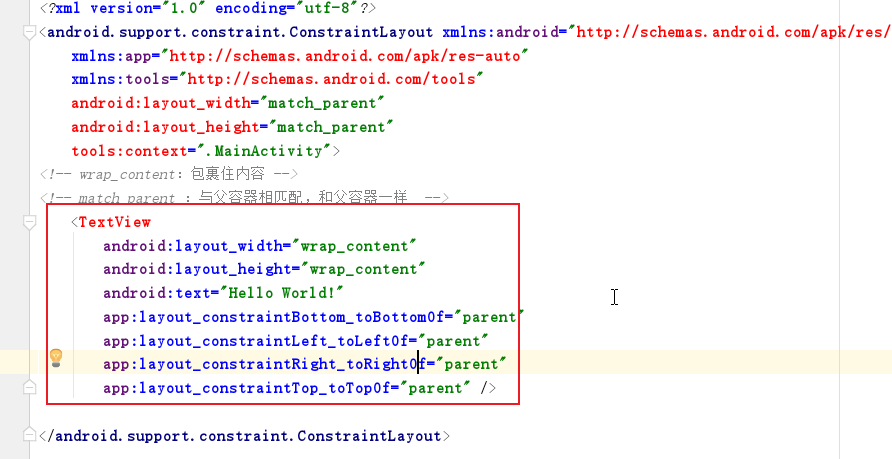 <?xml version="1.0" encoding="utf-8"?>
<android.support.constraint.ConstraintLayout xmlns:android="http://schemas.android.com/apk/res/
xmlns:app="http://schemas.android.com/apk/res-auto"
xmlns:tools="http://schemas.android.com/tools"
android:layout_width="match_parent"
android:layout_height="match_parent"
tools:context=".MainActivity">
<!-- wrap_content：包裹住内容 -->
<!-- match_parent ：与父容器相匹配，和父容器一样  -->
<TextView
android:layout_width="wrap_content"
android:layout_height="wrap_content"
android:text="Hello World!"
app:layout_constraintBottom_toBottomOf="parent"
app:layout_constraintLeft_toLeftOf="parent"
app:layout_constraintRight_toRightOf="parent"
app:layout_constraintTop_toTopOf="parent" />
</android.support.constraint.ConstraintLayout>